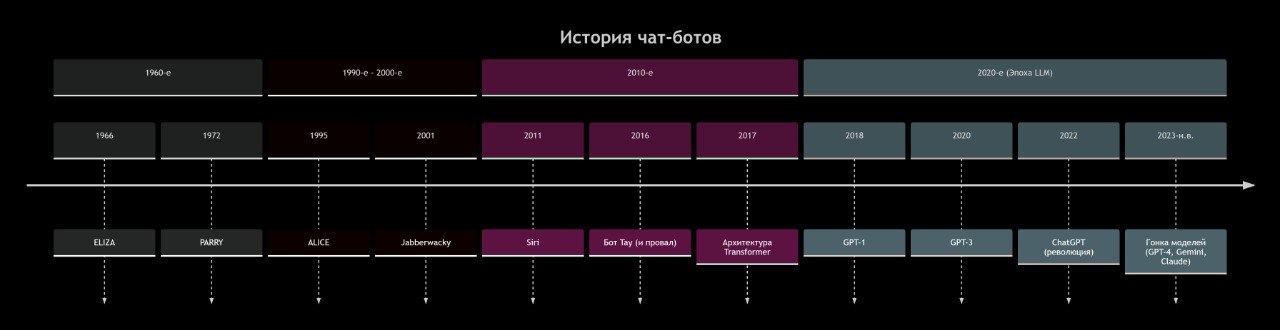 История чат-ботов
1960-е
1990-е - 2000-е
2010-е
2020-е (Эпоха LLM)
1966
1972
1995
2001
2011
2016
2017
2018
2020
2022
2023-н.в.
ELIZA
PARRY
ALICE
Jabberwacky
Siri
Бот Tay (и провал)
Архитектура
Transformer
GPT-1
GPT-3
ChatGPT
(революция)
Гонка моделей
(GPT-4, Gemini,
Claude)